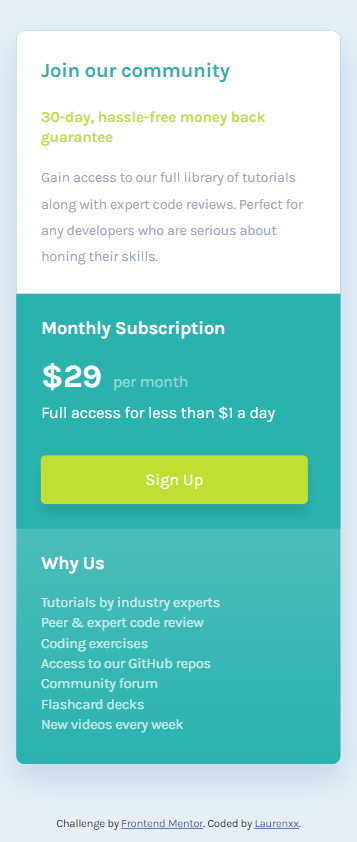 Join our community
30-day, hassle-free money back
guarantee
Gain access to our full library of tutorials
along with expert code reviews. Perfect for
any developers who are serious about
honing their skills.
Monthly Subscription
$29 per month
Full access for less than $1 a day
Sign Up
Why Us
Tutorials by industry experts
Peer & expert code review
Coding exercises
Access to our GitHub repos
Community forum
Flashcard decks
New videos every week
Challenge by Frontend Mentor. Coded by Laurenxx.